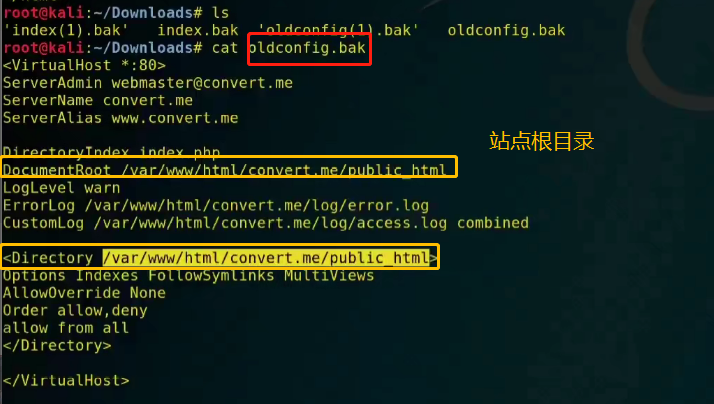 root@kali:~/Downloads# ls
'index(1).bak'   index.bak  'oldconfig(1).bak'   oldconfig.bak
root@kali:~/Downloads# cat oldconfig.bak
<VirtualHost *:80>
ServerAdmin webmaster@convert.me
ServerName convert.me
ServerAlias www.convert.me
站点根目录
DirectoryIndex index.php
DocumentRoot /var/www/html/convert.me/public_html
LogLevel warn
ErrorLog /var/www/html/convert.me/log/error.log
CustomLog /var/www/html/convert.me/log/access.log combined
<Directory /var/www/html/convert.me/public_html>
Options Indexes FollowSymlinks MultiViews
AllowOverride None
Order allow,deny
allow from all
</Directory>
</VirtualHost>